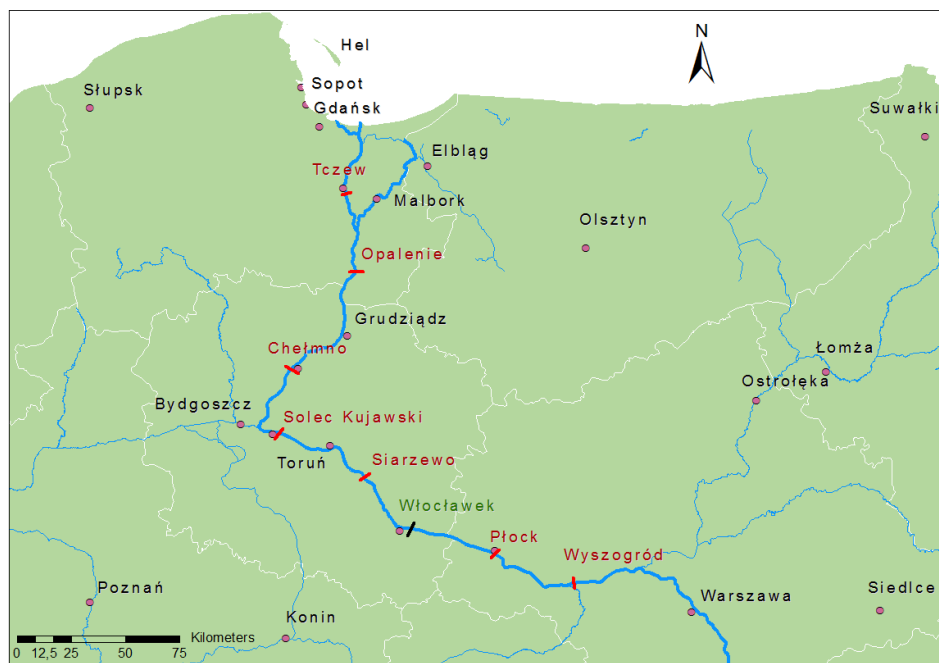 N
Hel
Sopot
Słupsk
Gdańsk
Suwałki
Elbląg
Tczew
Malbork
Olsztyn
Opalenie
Grudziądz
Chełmno
Łomża
Ostrołęka
Bydgoszcz
Solec Kujawski
Toruń
Siarzewo
Włocławek
Płock
Wyszogród
Poznań
Warszawa
Siedlce
Konin
Kilometers
0 12,5 25 50 75